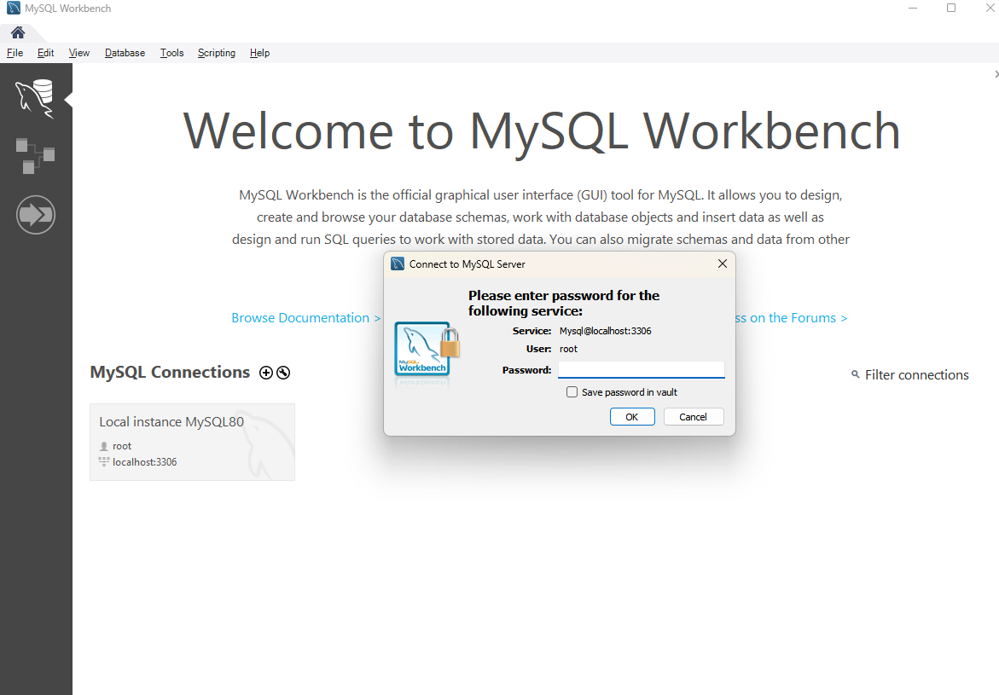 MySQL Workbench
File Edit View Database Tools Scripting Help
Welcome to MySQL Workbench
MySQL Workbench is the official graphical user interface (GUI) tool for MySQL. It allows you to design,
create and browse your database schemas, work with database objects and insert data as well as
design and run SQL queries to work with stored data. You can also migrate schemas and data from other
Connect to MySQL Server
Please enter password for the
following service:
Service: Mysql@localhost:3306
User: root
Password:
Save password in vault
OK Cancel
MySQL
Workbench
Browse Documentation >
ss on the Forums >
MySQL Connections
Filter connections
Local instance MySQL80
root
localhost:3306